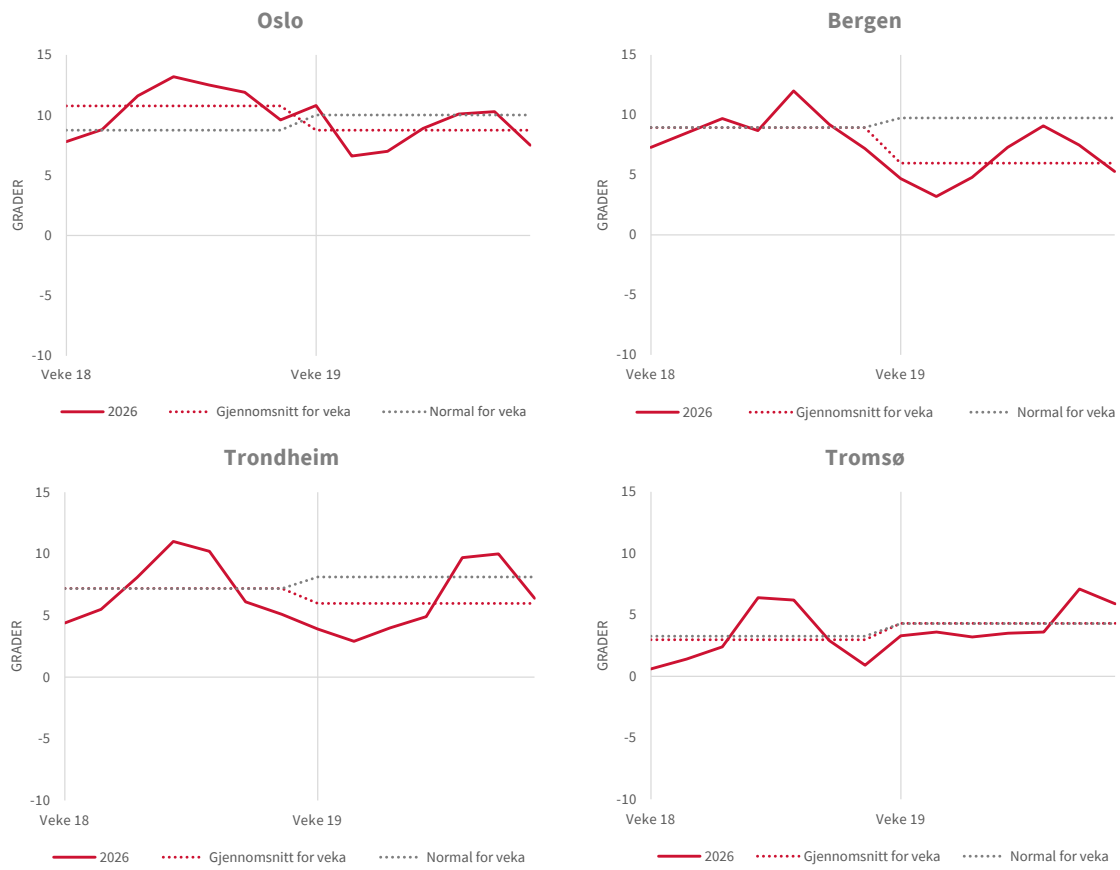 Oslo
15
10
5
0
-5
-10
GRADER
Veke 18
Veke 19
2026
Gjennomsnitt for veka
Normal for veka
Bergen
15
10
5
0
-5
-10
GRADER
Veke 18
Veke 19
2026
Gjennomsnitt for veka
Normal for veka
Trondheim
15
10
5
0
-5
-10
GRADER
Veke 18
Veke 19
2026
Gjennomsnitt for veka
Normal for veka
Tromsø
15
10
5
0
-5
-10
GRADER
Veke 18
Veke 19
2026
Gjennomsnitt for veka
Normal for veka